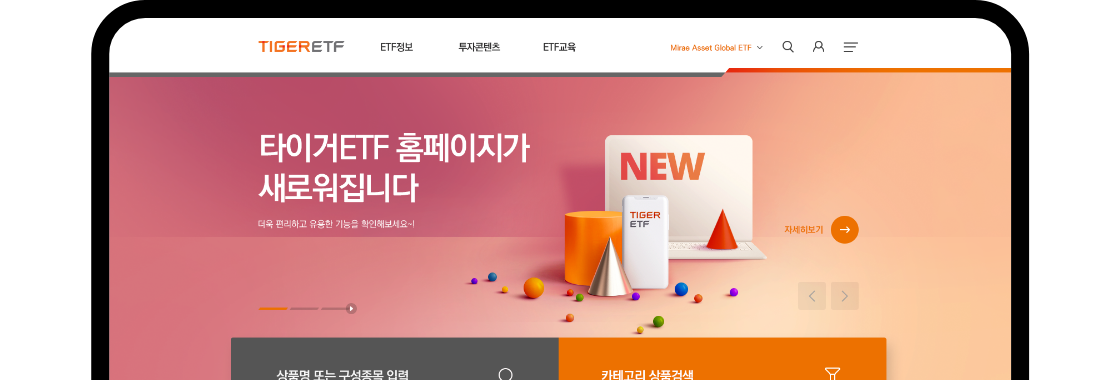 TIGERETF ETF정보 투자콘텐츠 ETF교육 Mirae Asset Global ETF
타이거ETF 홈페이지가
새로워집니다
더욱 편리하고 유용한 기능을 확인해보세요~!
NEW
TIGER
ETF
자세히보기
상품명 또는 구성종목 입력
카테고리 상품검색